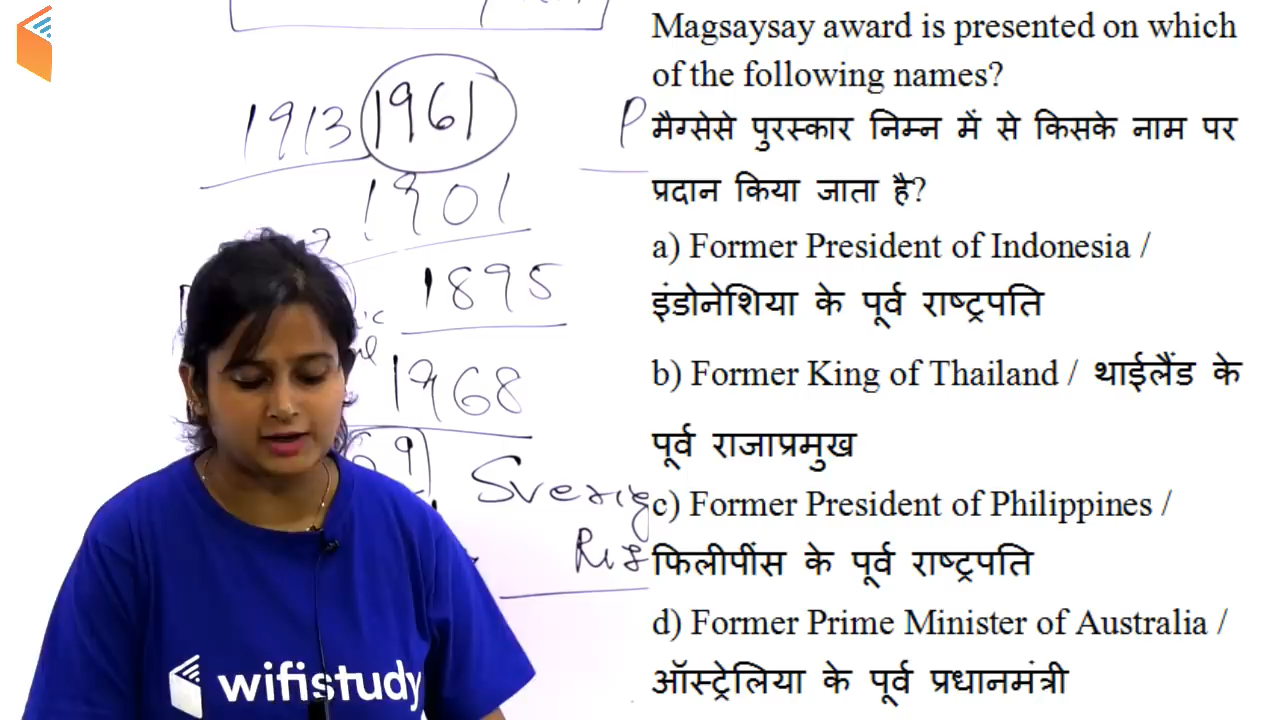 1913
1961
1901
1895
1968
69
Sverig
P
Magsaysay award is presented on which
of the following names?
मैग्सेसे पुरस्कार निम्न में से किसके नाम पर
प्रदान किया जाता है?
a) Former President of Indonesia /
इंडोनेशिया के पूर्व राष्ट्रपति
b) Former King of Thailand / थाईलैंड के
पूर्व राजाप्रमुख
c) Former President of Philippines /
फिलीपींस के पूर्व राष्ट्रपति
d) Former Prime Minister of Australia /
ऑस्ट्रेलिया के पूर्व प्रधानमंत्री
wifistudy